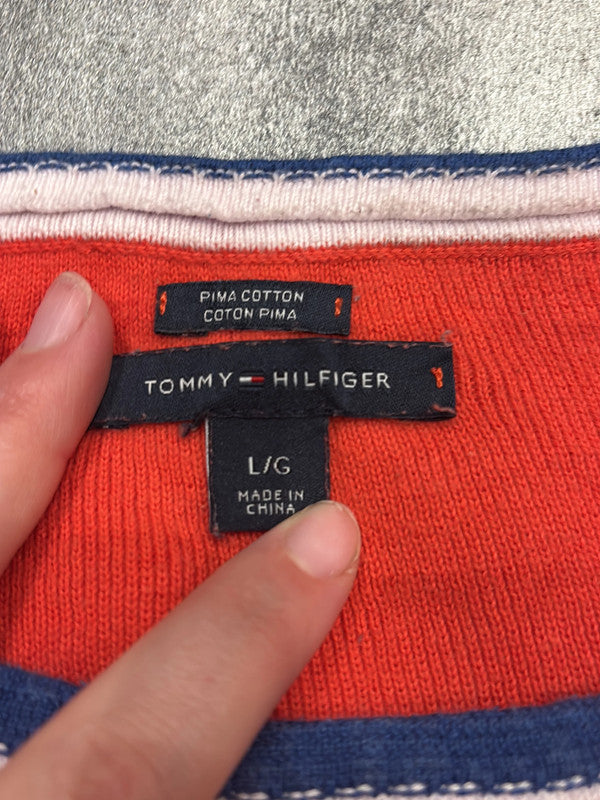 PIMA COTTON
COTON PIMA
TOMMY HILFIGER
L/G
MADE IN
CHINA